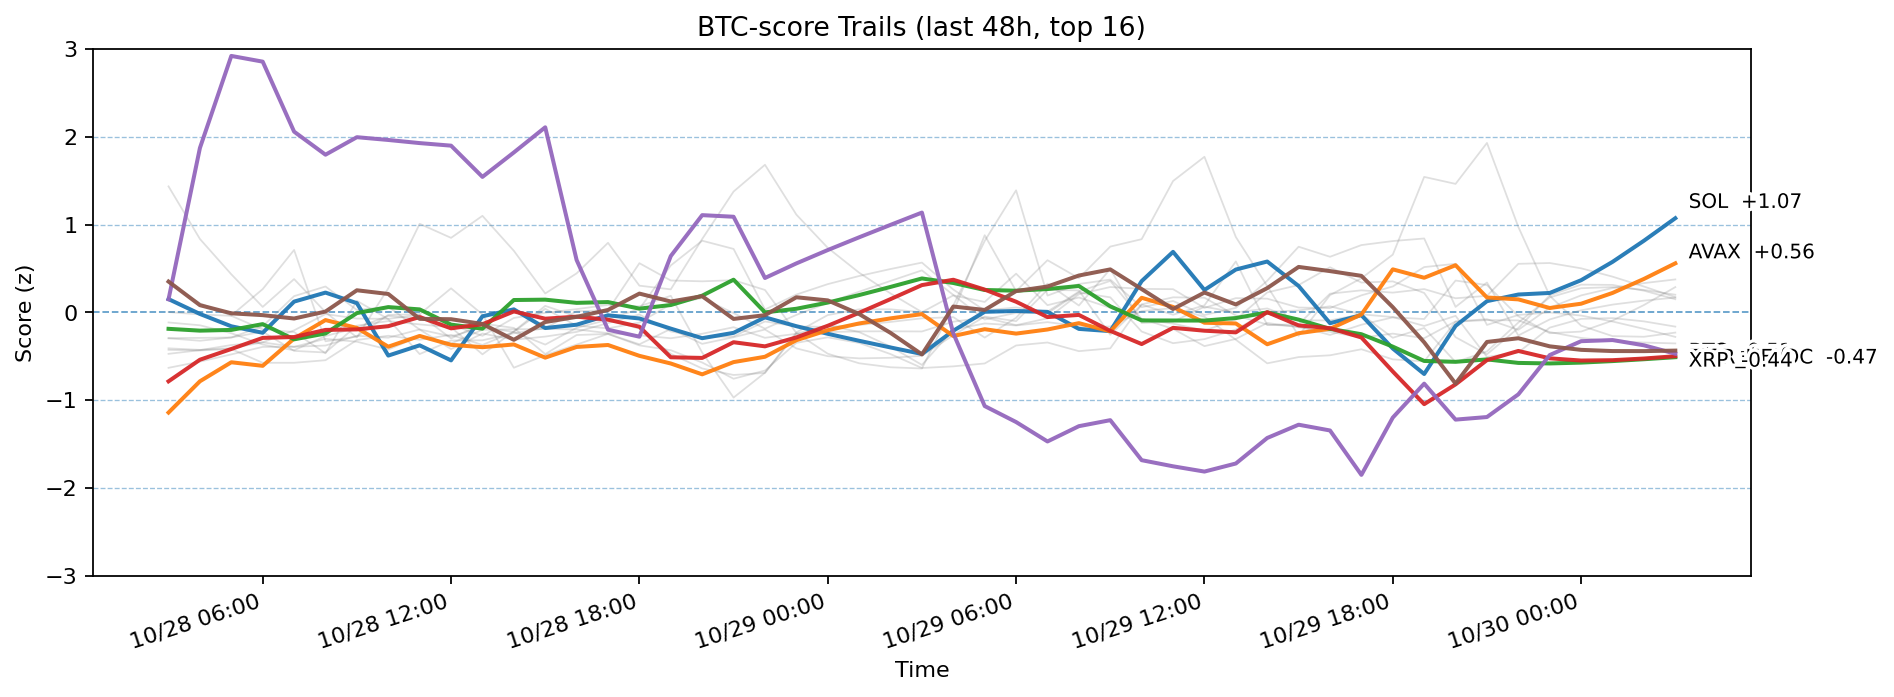 BTC-score Trails (last 48h, top 16)
Score (z)
3
2
1
0
−1
−2
−3
SOL +1.07
AVAX +0.56
XRP -0.44
-0.47
10/28 06:00
10/28 12:00
10/28 18:00
10/29 00:00
10/29 06:00
10/29 12:00
10/29 18:00
10/30 00:00
Time